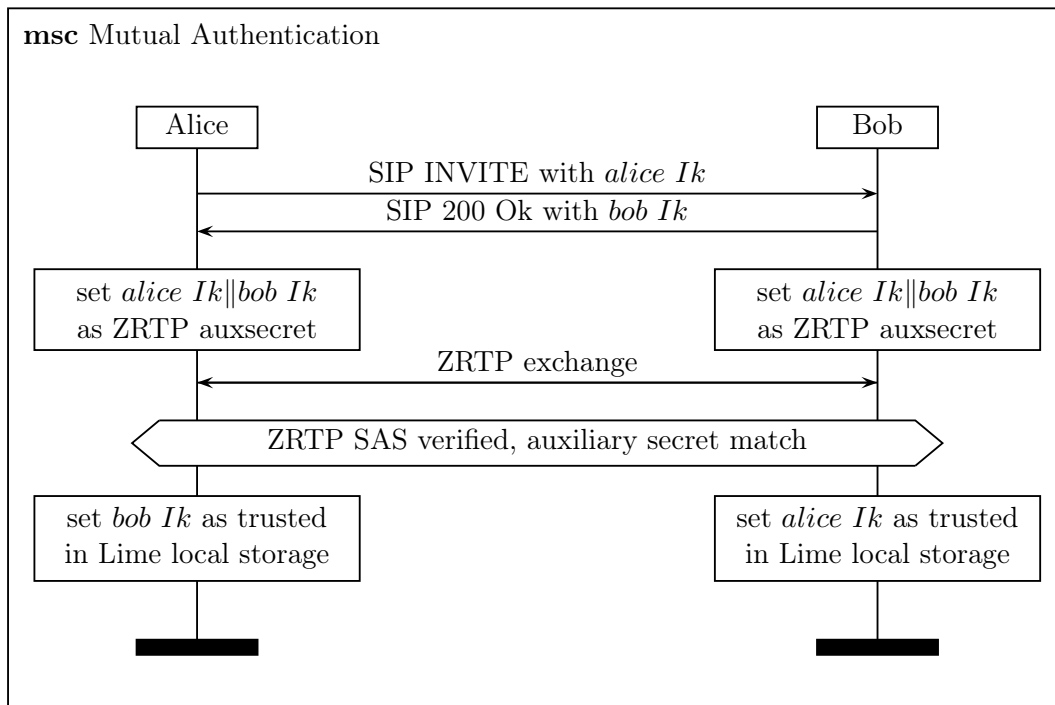 msc Mutual Authentication
Alice
Bob
SIP INVITE with alice Ik
SIP 200 Ok with bob Ik
set alice Ik∥bob Ik
as ZRTP auxsecret
set alice Ik∥bob Ik
as ZRTP auxsecret
ZRTP exchange
ZRTP SAS verified, auxiliary secret match
set bob Ik as trusted
in Lime local storage
set alice Ik as trusted
in Lime local storage